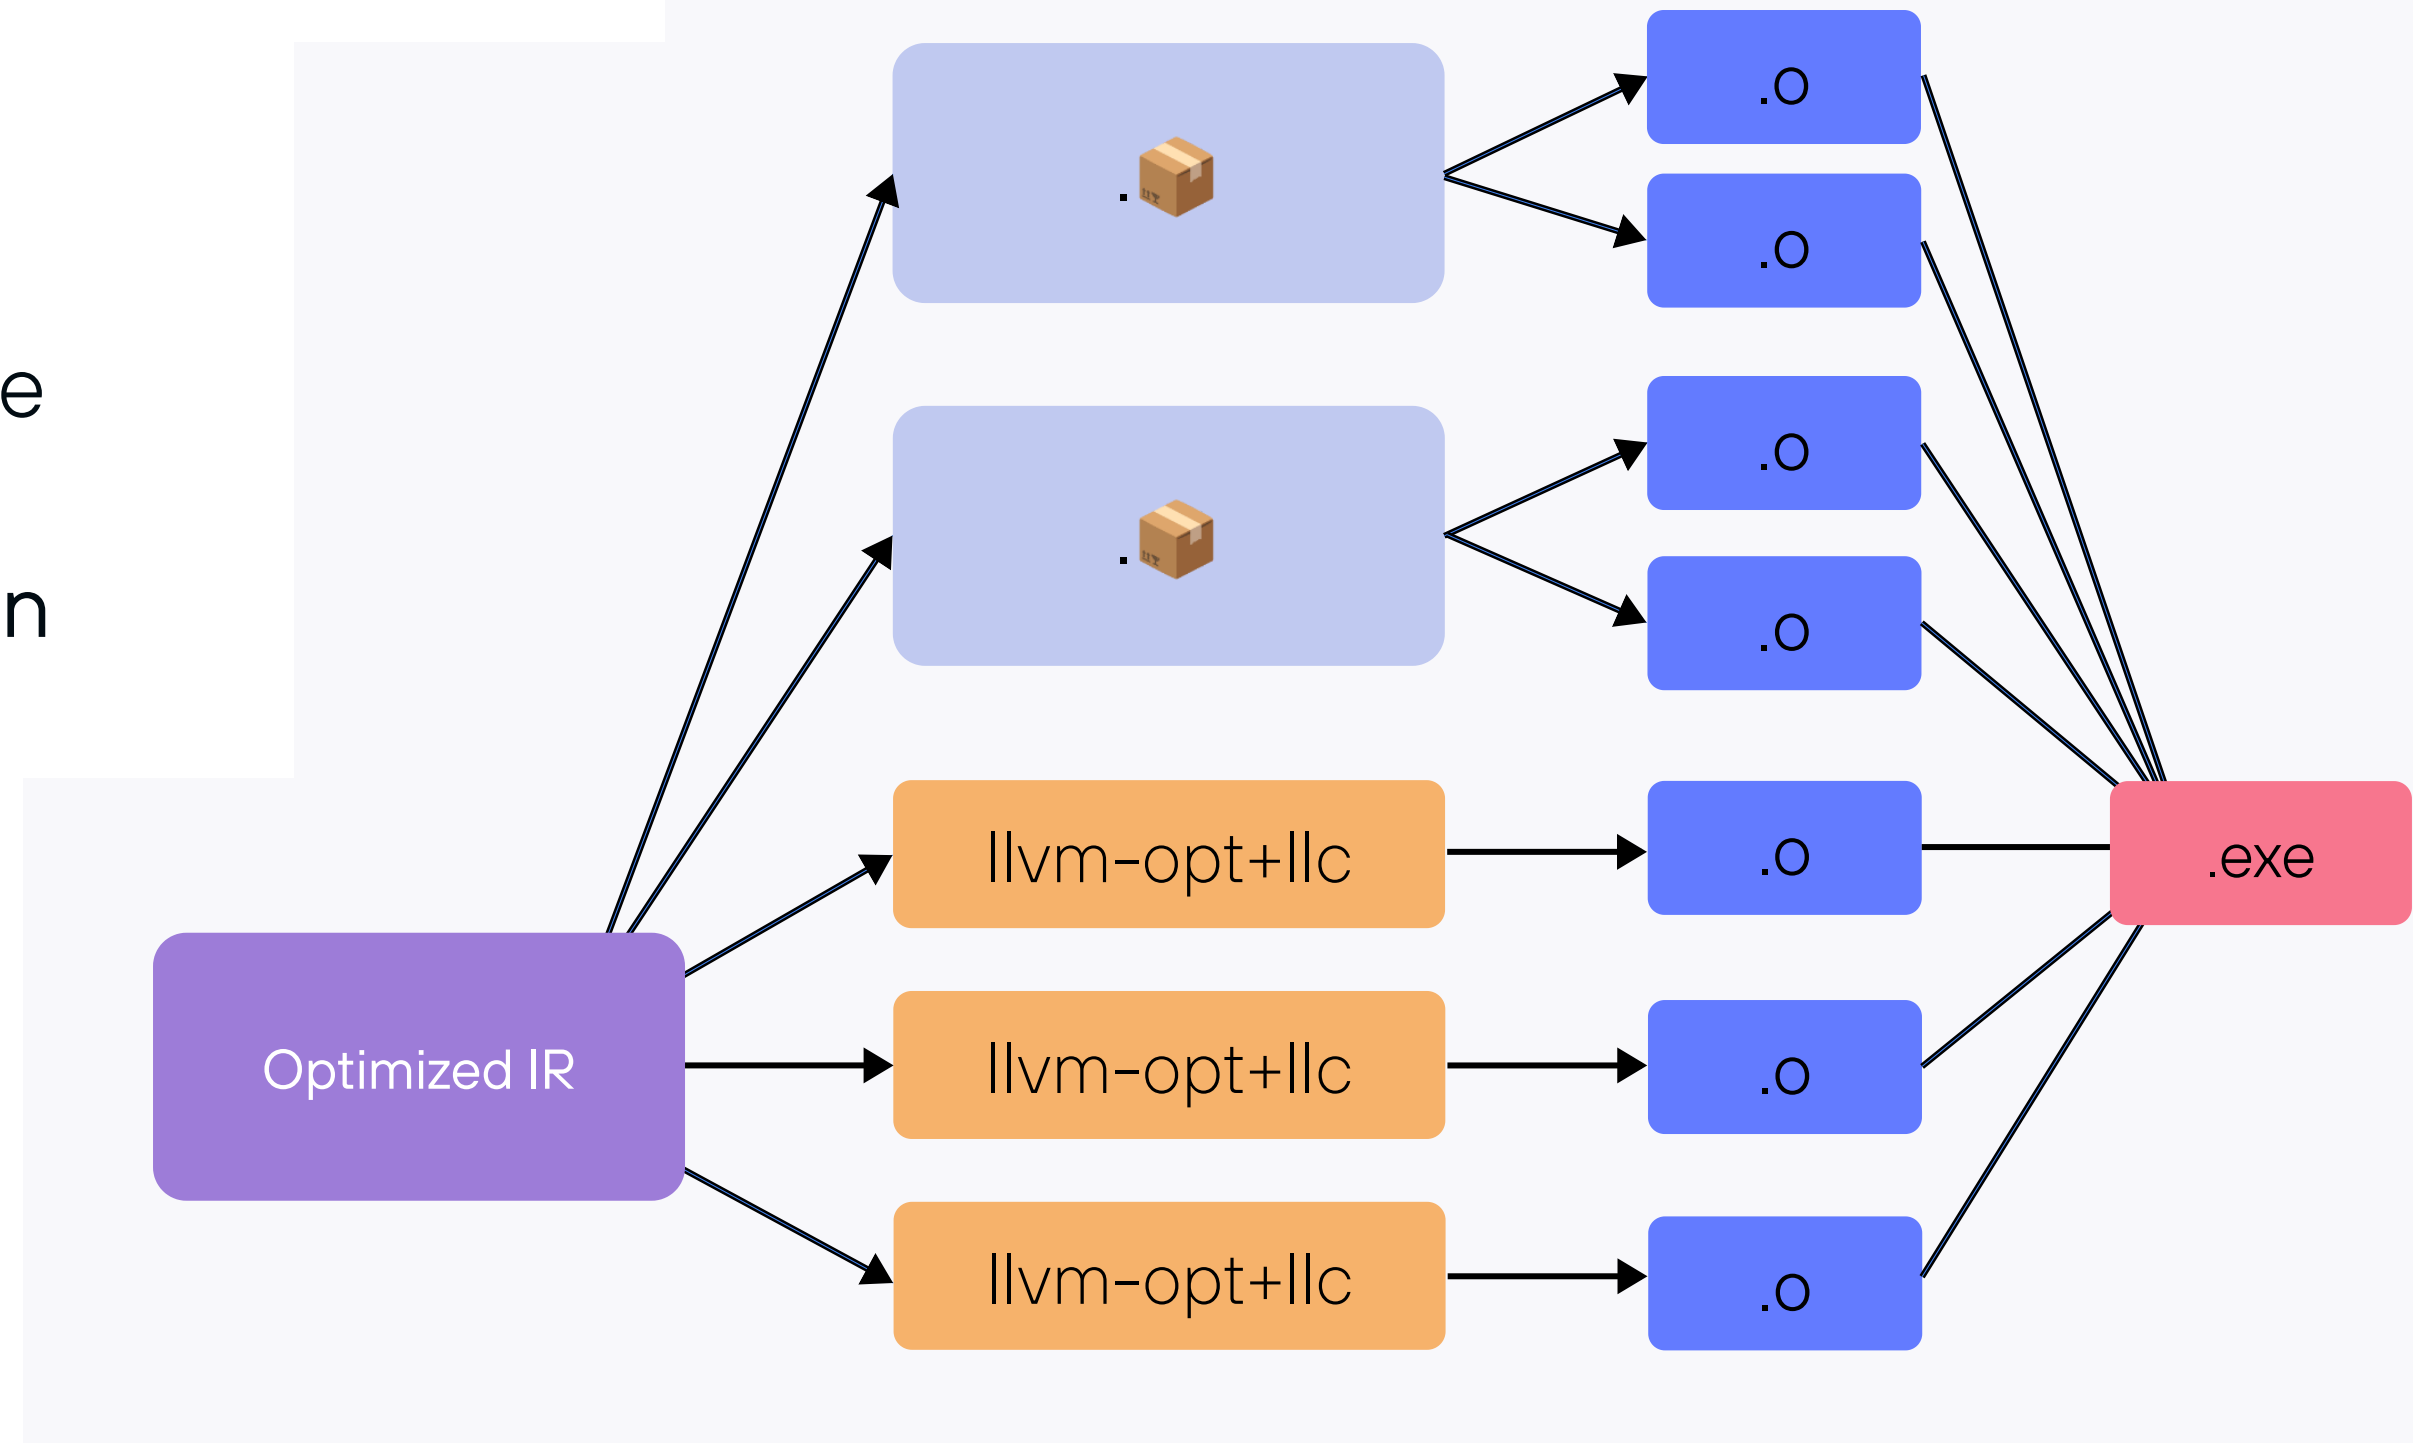 .o
.📦
.o
e
.o
.📦
n
.o
llvm-opt+llc
.o
.exe
Optimized IR
llvm-opt+llc
.o
llvm-opt+llc
.o